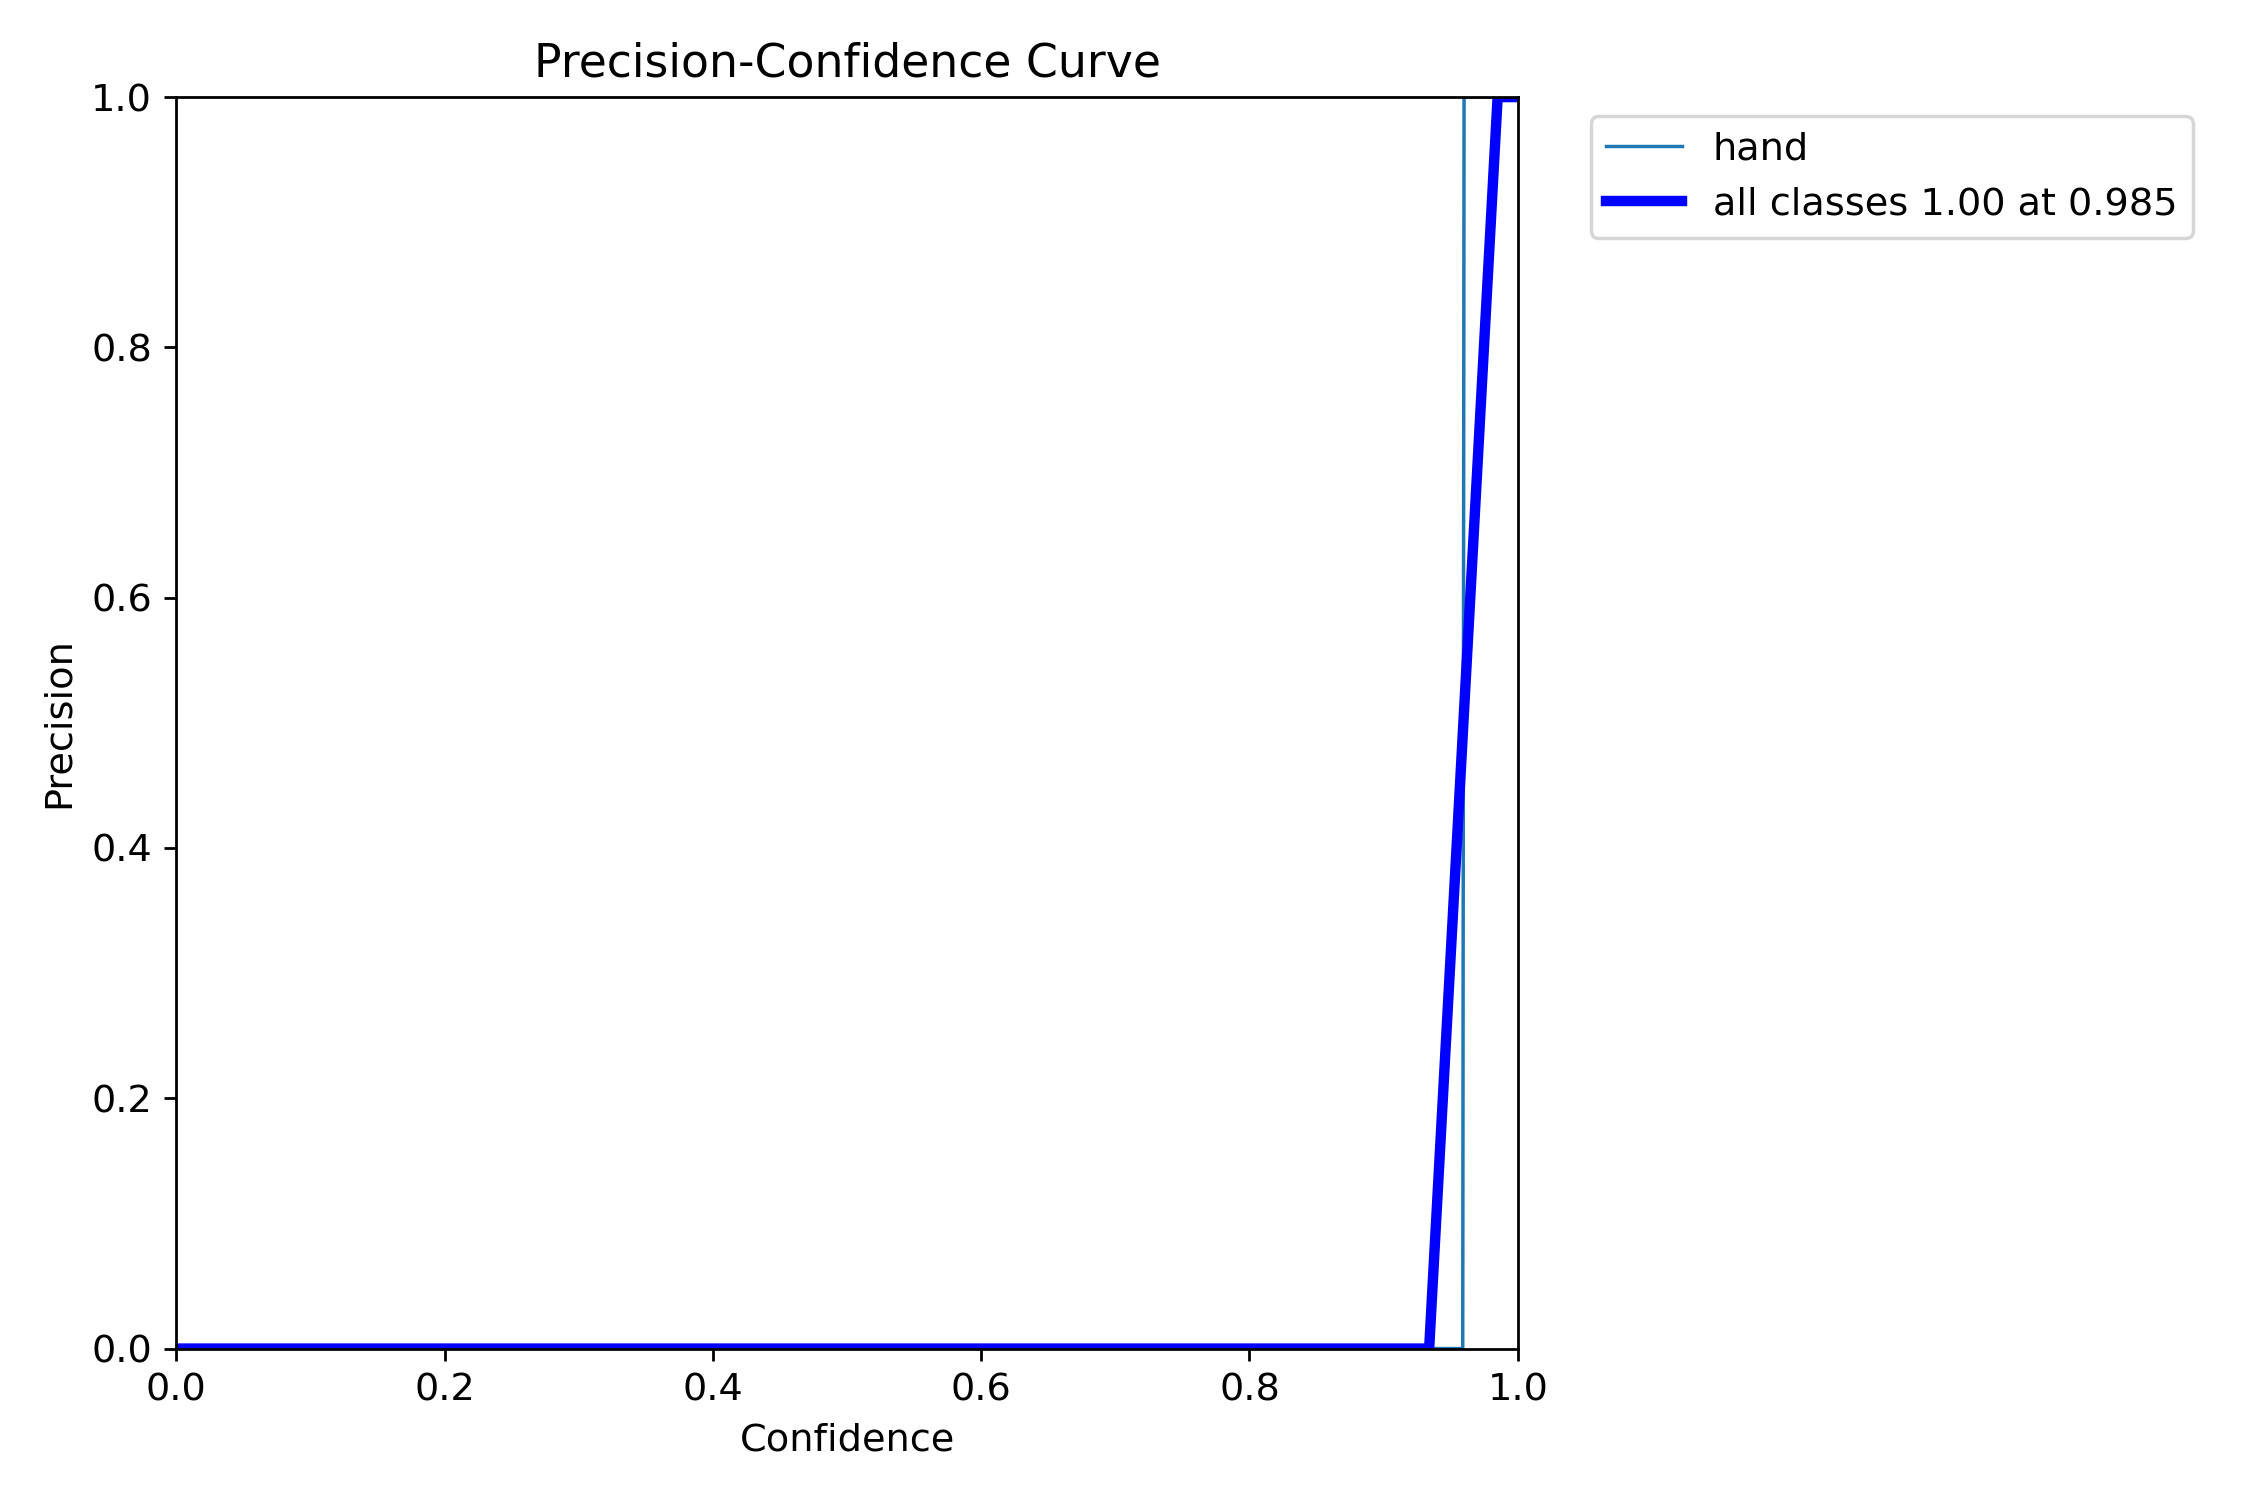 Precision-Confidence Curve
hand
all classes 1.00 at 0.985
Precision
1.0
0.8
0.6
0.4
0.2
0.0
0.0 0.2 0.4 0.6 0.8 1.0
Confidence